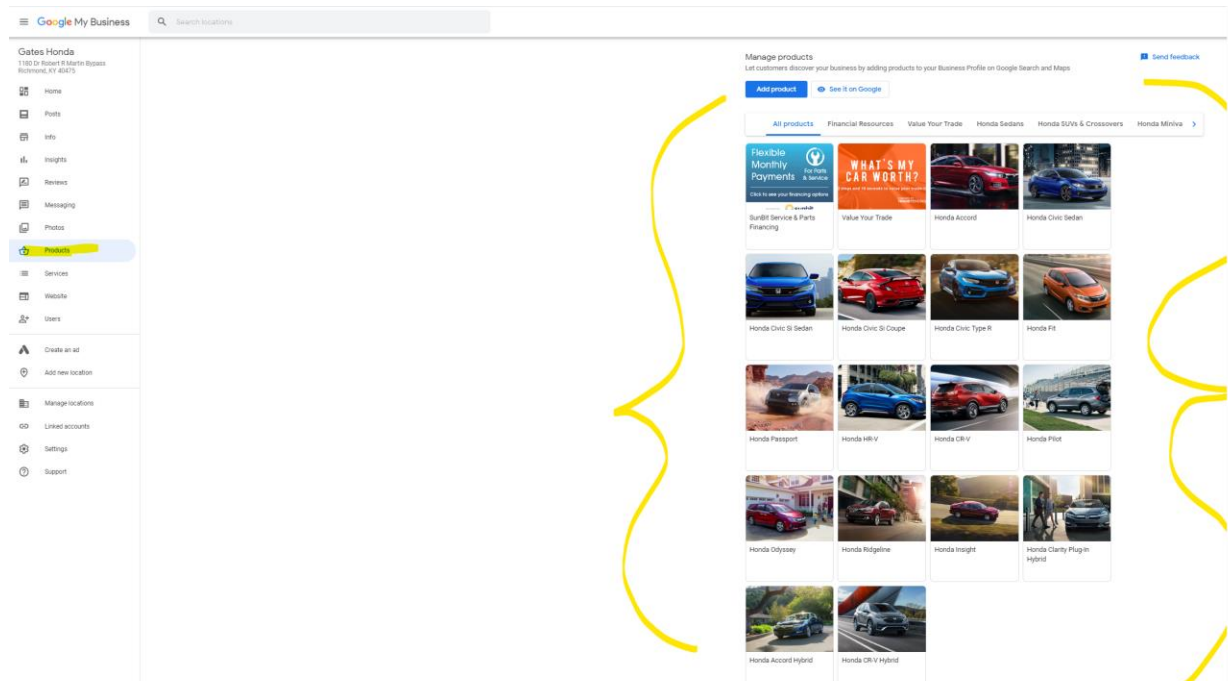 Google My Business
Search locations
Gates Honda
1180 Dr Robert R Martin Bypass
Richmond, KY 40475
Home
Posts
Info
Insights
Reviews
Messaging
Photos
Products
Services
Website
Users
Create an ad
Add new location
Manage locations
Linked accounts
Settings
Support
Manage products
Let customers discover your business by adding products to your Business Profile on Google Search and Maps
Send feedback
Add product
See it on Google
All products Financial Resources Value Your Trade Honda Sedans Honda SUVs & Crossovers Honda Miniva
Flexible
Monthly
Payments
For Parts
& Service
Click to see your financing options
sunbit
WHAT'S MY
CAR WORTH?
SunBit Service & Parts
Financing
Value Your Trade
Honda Accord
Honda Civic Sedan
Honda Civic Si Sedan
Honda Civic Si Coupe
Honda Civic Type R
Honda Fit
Honda Passport
Honda HR-V
Honda CR-V
Honda Pilot
Honda Odyssey
Honda Ridgeline
Honda Insight
Honda Clarity Plug-In
Hybrid
Honda Accord Hybrid
Honda CR-V Hybrid